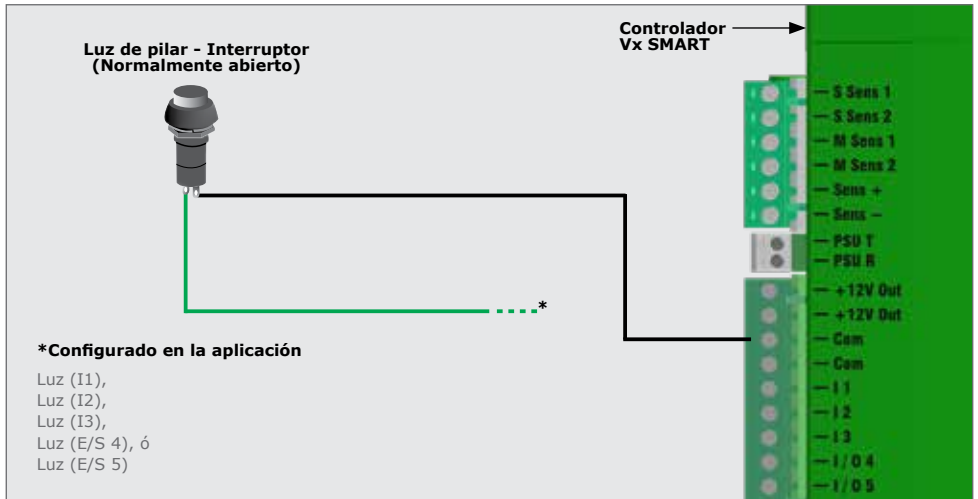 Controlador
Vx SMART
Luz de pilar - Interruptor
(Normalmente abierto)
S Sens 1
S Sens 2
M Sens 1
M Sens 2
Sens +
Sens –
PSU T
PSU R
+12V Out
+12V Out
Com
Com
I 1
I 2
I 3
I / O 4
I / O 5
*
*Configurado en la aplicación
Luz (I1),
Luz (I2),
Luz (I3),
Luz (E/S 4), ó
Luz (E/S 5)